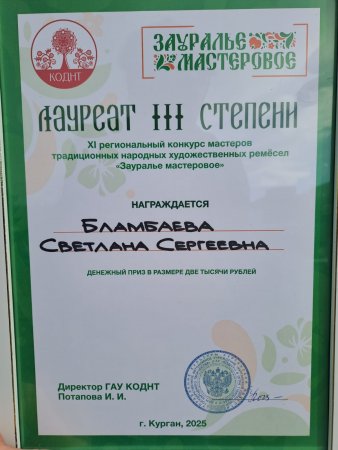 КОДНТ
ЗАУРАЛЬЕ
МАСТЕРОВОЕ
ЛАУРЕАТ III СТЕПЕНИ
XI региональный конкурс мастеров
традиционных народных художественных ремёсел
«Зауралье мастеровое»
НАГРАЖДАЕТСЯ
БЛАМБАЕВА
СВЕТЛАНА СЕРГЕЕВНА
ДЕНЕЖНЫЙ ПРИЗ В РАЗМЕРЕ ДВЕ ТЫСЯЧИ РУБЛЕЙ
Директор ГАУ КОДНТ
Потапова И. И.
г. Курган, 2025